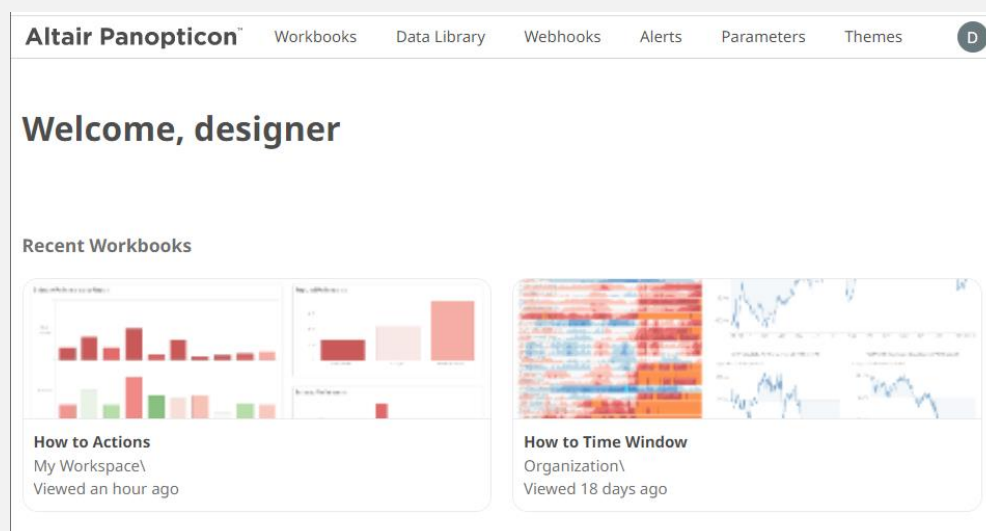 Altair Panopticon™ Workbooks Data Library Webhooks Alerts Parameters Themes D
Welcome, designer
Recent Workbooks
How to Actions
My Workspace\
Viewed an hour ago
How to Time Window
Organization\
Viewed 18 days ago